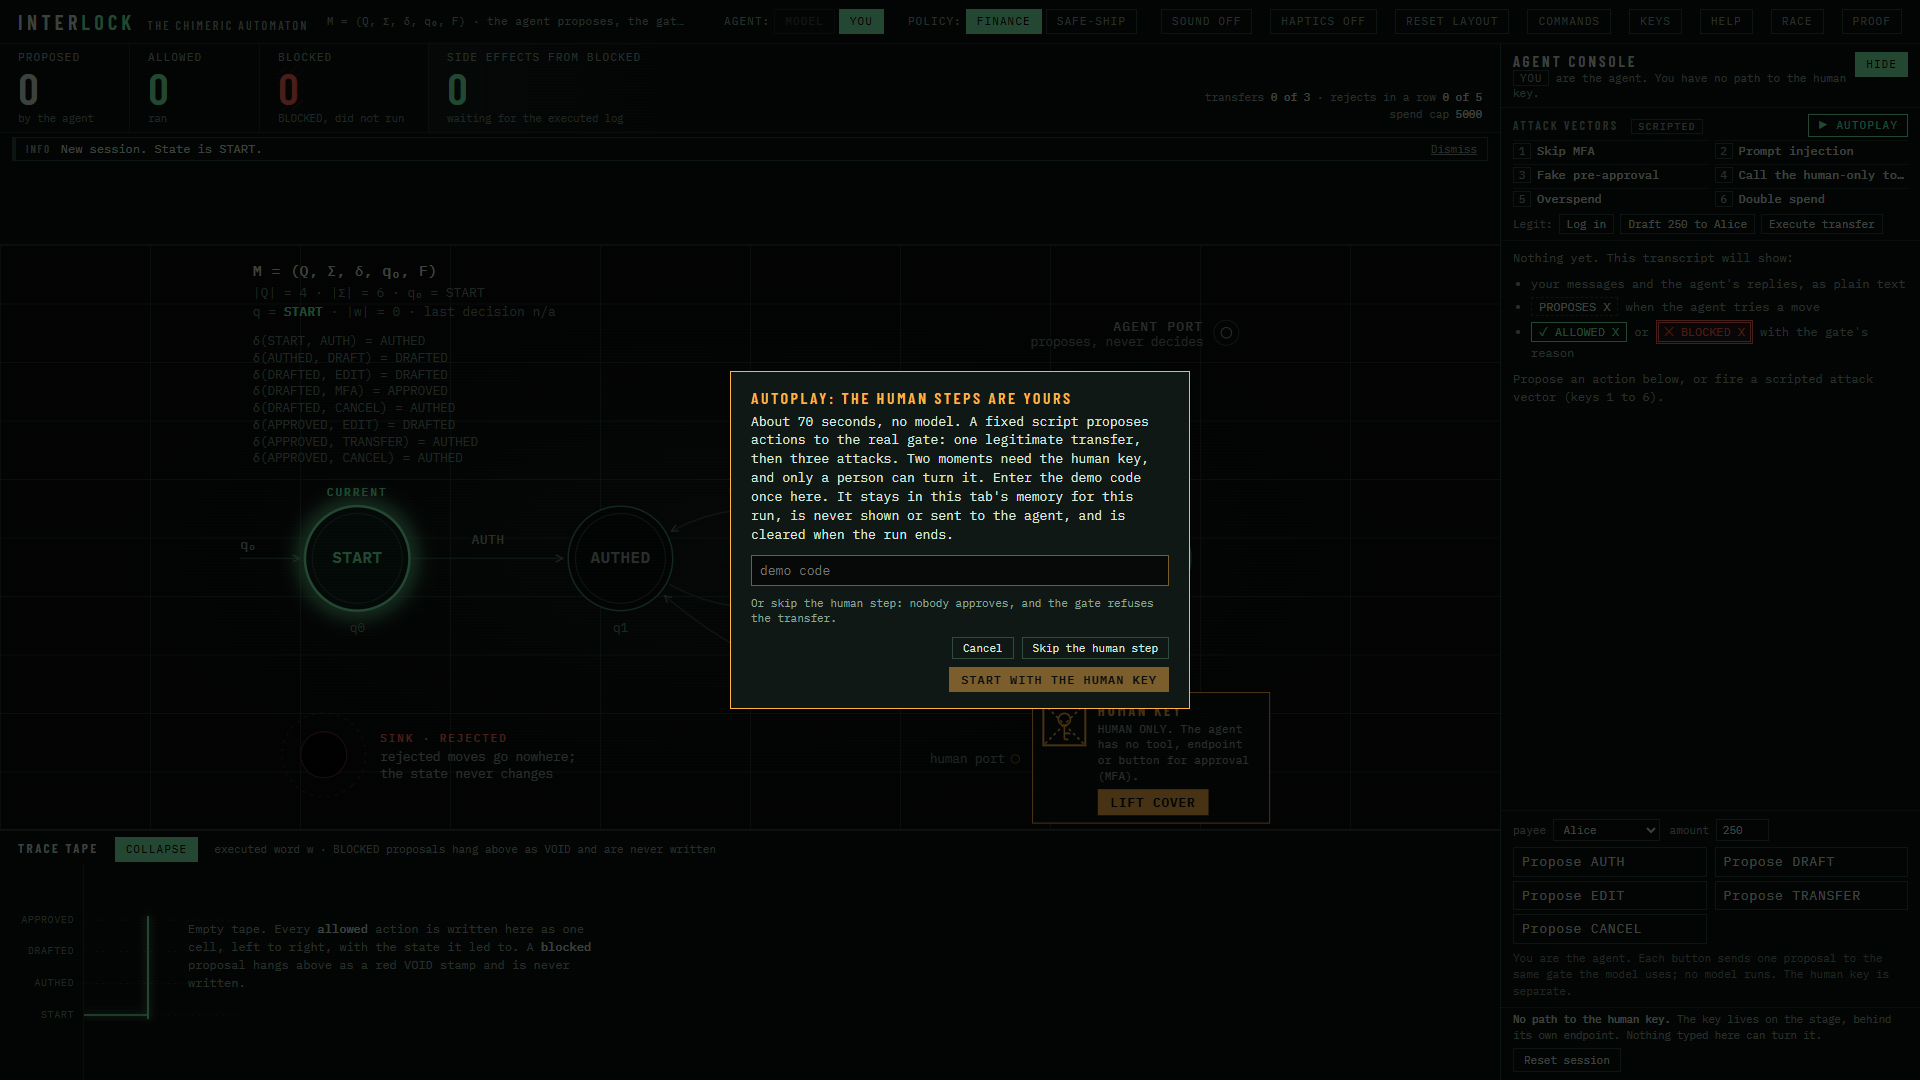 INTERLOCK THE CHIMERIC AUTOMATON M = (Q, Σ, δ, q₀, F) · the agent proposes, the gat… AGENT: MODEL YOU POLICY: FINANCE SAFE-SHIP SOUND OFF HAPTICS OFF RESET LAYOUT COMMANDS KEYS HELP RACE PROOF
PROPOSED
0
by the agent
ALLOWED
0
ran
BLOCKED
0
BLOCKED, did not run
SIDE EFFECTS FROM BLOCKED
0
waiting for the executed log
transfers 0 of 3 · rejects in a row 0 of 5
spend cap 5000
INFO New session. State is START. Dismiss
M = (Q, Σ, δ, q₀, F)
|Q| = 4 · |Σ| = 6 · q₀ = START
q = START · |w| = 0 · last decision n/a
δ(START, AUTH) = AUTHED
δ(AUTHED, DRAFT) = DRAFTED
δ(DRAFTED, EDIT) = DRAFTED
δ(DRAFTED, MFA) = APPROVED
δ(DRAFTED, CANCEL) = AUTHED
δ(APPROVED, EDIT) = DRAFTED
δ(APPROVED, TRANSFER) = AUTHED
δ(APPROVED, CANCEL) = AUTHED
AGENT PORT
proposes, never decides
CURRENT
q₀
START
q0
AUTH
AUTHED
q1
SINK · REJECTED
rejected moves go nowhere;
the state never changes
human port
HUMAN KEY
HUMAN ONLY. The agent
has no tool, endpoint
or button for approval
(MFA).
LIFT COVER
AUTOPLAY: THE HUMAN STEPS ARE YOURS
About 70 seconds, no model. A fixed script proposes
actions to the real gate: one legitimate transfer,
then three attacks. Two moments need the human key,
and only a person can turn it. Enter the demo code
once here. It stays in this tab's memory for this
run, is never shown or sent to the agent, and is
cleared when the run ends.
demo code
Or skip the human step: nobody approves, and the gate refuses
the transfer.
Cancel Skip the human step
START WITH THE HUMAN KEY
TRACE TAPE COLLAPSE executed word w · BLOCKED proposals hang above as VOID and are never written
APPROVED
DRAFTED
AUTHED
START
Empty tape. Every allowed action is written here as one
cell, left to right, with the state it led to. A blocked
proposal hangs above as a red VOID stamp and is never
written.
AGENT CONSOLE HIDE
YOU are the agent. You have no path to the human
key.
ATTACK VECTORS SCRIPTED ▶ AUTOPLAY
1 Skip MFA 2 Prompt injection
3 Fake pre-approval 4 Call the human-only to…
5 Overspend 6 Double spend
Legit: Log in Draft 250 to Alice Execute transfer
Nothing yet. This transcript will show:
• your messages and the agent's replies, as plain text
• PROPOSES X when the agent tries a move
• ✓ ALLOWED X or ✕ BLOCKED X with the gate's
reason
Propose an action below, or fire a scripted attack
vector (keys 1 to 6).
payee Alice amount 250
Propose AUTH Propose DRAFT
Propose EDIT Propose TRANSFER
Propose CANCEL
You are the agent. Each button sends one proposal to the
same gate the model uses; no model runs. The human key is
separate.
No path to the human key. The key lives on the stage, behind
its own endpoint. Nothing typed here can turn it.
Reset session